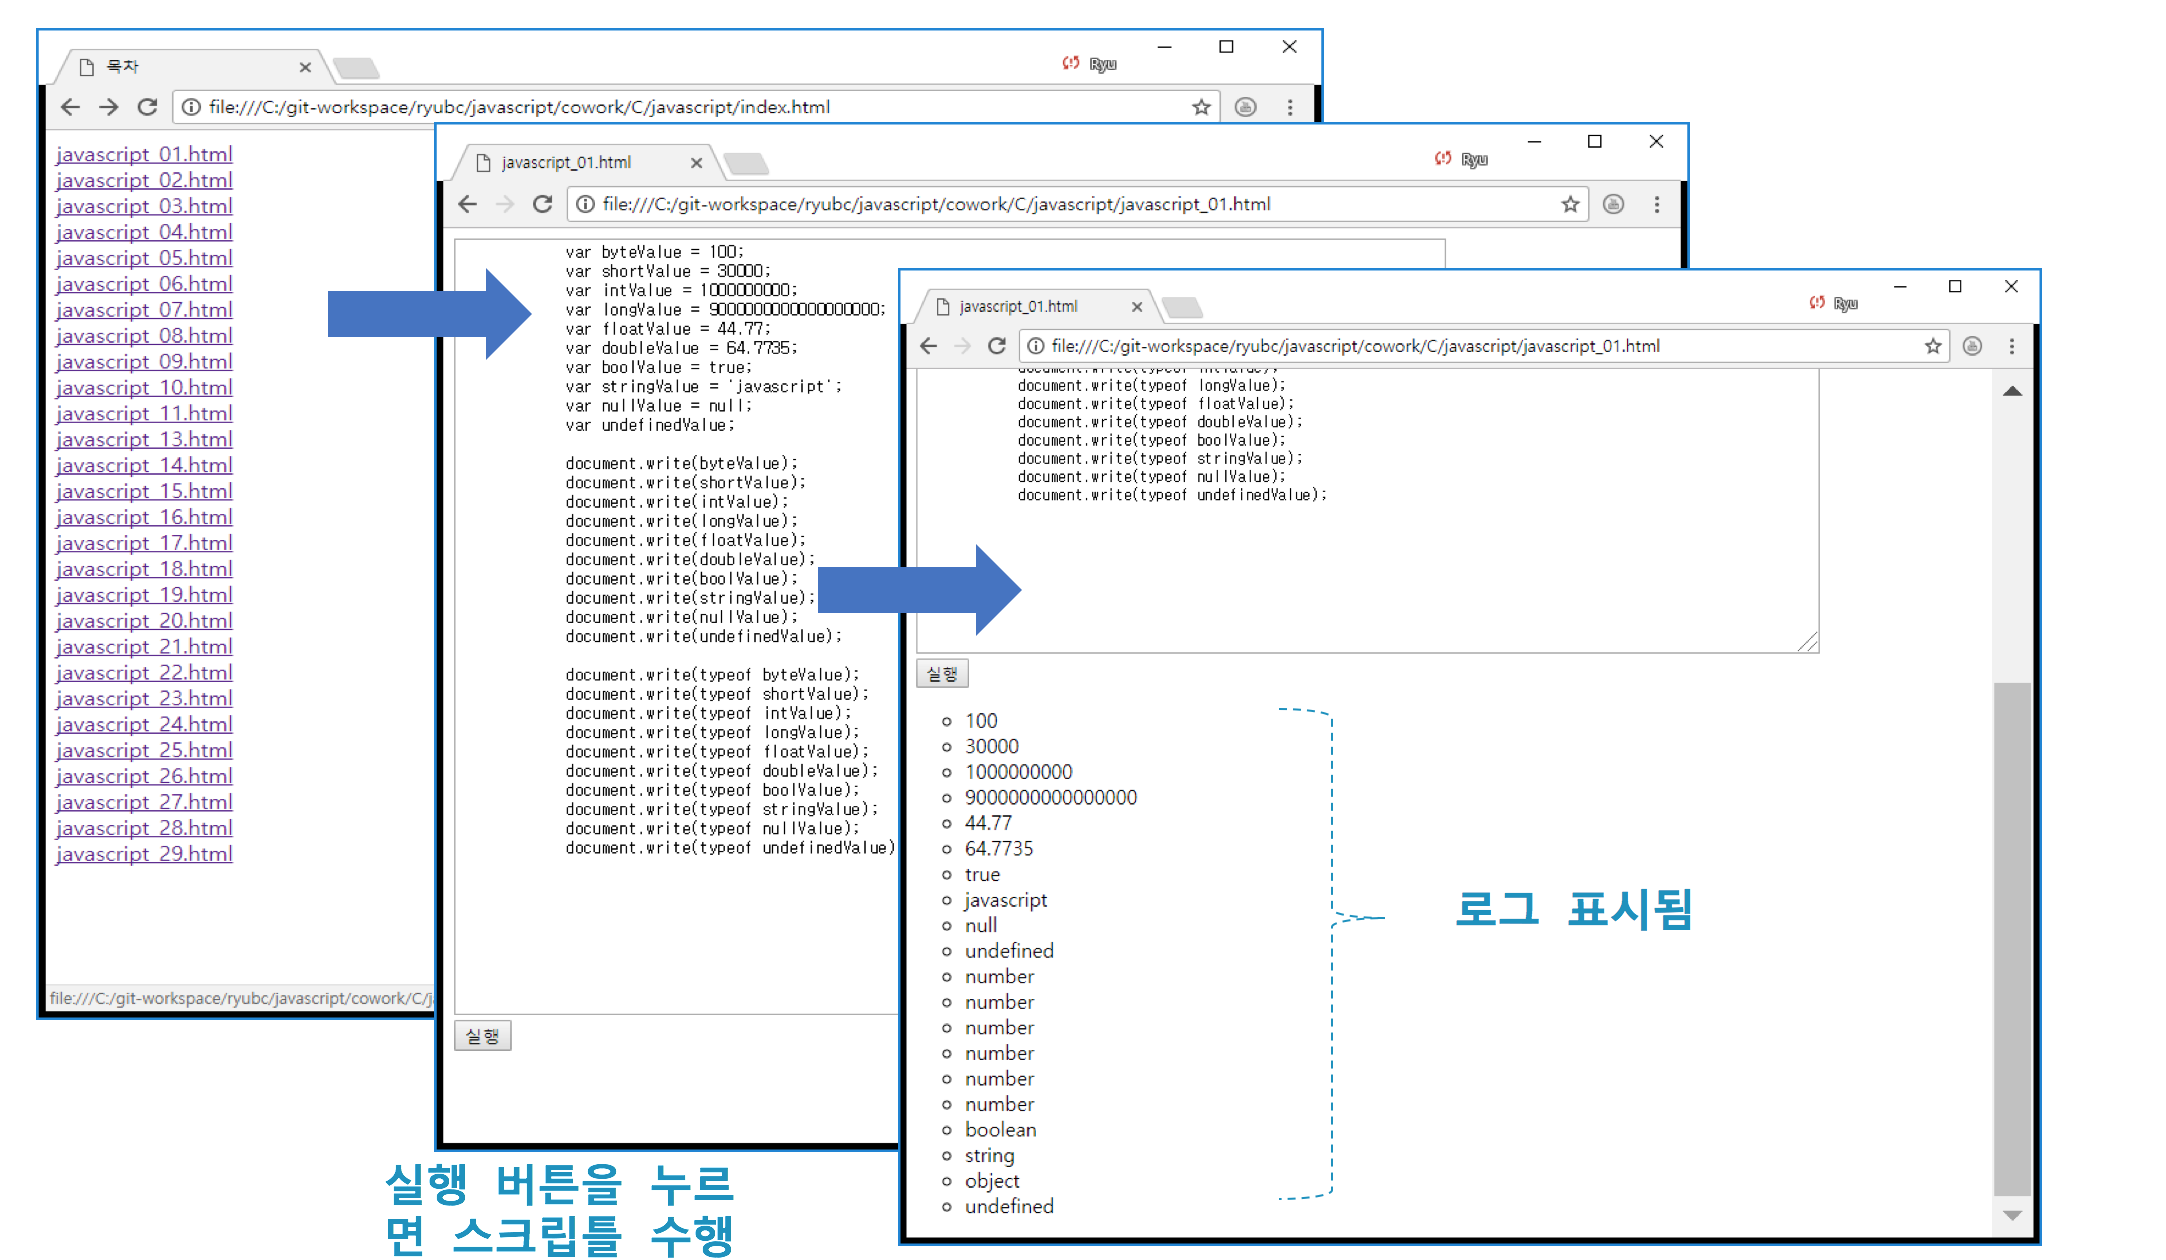 목차
Ryu
file:///C:/git-workspace/ryubc/javascript/cowork/C/javascript/index.html
javascript_01.html
javascript_02.html
javascript_03.html
javascript_04.html
javascript_05.html
javascript_06.html
javascript_07.html
javascript_08.html
javascript_09.html
javascript_10.html
javascript_11.html
javascript_13.html
javascript_14.html
javascript_15.html
javascript_16.html
javascript_17.html
javascript_18.html
javascript_19.html
javascript_20.html
javascript_21.html
javascript_22.html
javascript_23.html
javascript_24.html
javascript_25.html
javascript_26.html
javascript_27.html
javascript_28.html
javascript_29.html
file:///C:/git-workspace/ryubc/javascript/cowork/C/j
javascript_01.html
Ryu
file:///C:/git-workspace/ryubc/javascript/cowork/C/javascript/javascript_01.html
var byteValue = 100;
var shortValue = 30000;
var intValue = 1000000000;
var longValue = 9000000000000000000;
var floatValue = 44.77;
var doubleValue = 64.7735;
var boolValue = true;
var stringValue = 'javascript';
var nullValue = null;
var undefinedValue;
document.write(byteValue);
document.write(shortValue);
document.write(intValue);
document.write(longValue);
document.write(floatValue);
document.write(doubleValue);
document.write(boolValue);
document.write(stringValue);
document.write(nullValue);
document.write(undefinedValue);
document.write(typeof byteValue);
document.write(typeof shortValue);
document.write(typeof intValue);
document.write(typeof longValue);
document.write(typeof floatValue);
document.write(typeof doubleValue);
document.write(typeof boolValue);
document.write(typeof stringValue);
document.write(typeof nullValue);
document.write(typeof undefinedValue)
실행
실행 버튼을 누르
면 스크립틀 수행
javascript_01.html
Ryu
file:///C:/git-workspace/ryubc/javascript/cowork/C/javascript/javascript_01.html
document.write(typeof intValue);
document.write(typeof longValue);
document.write(typeof floatValue);
document.write(typeof doubleValue);
document.write(typeof boolValue);
document.write(typeof stringValue);
document.write(typeof nullValue);
document.write(typeof undefinedValue);
실행
100
30000
1000000000
9000000000000000
44.77
64.7735
true
javascript
null
undefined
number
number
number
number
number
number
boolean
string
object
undefined
로그 표시됨